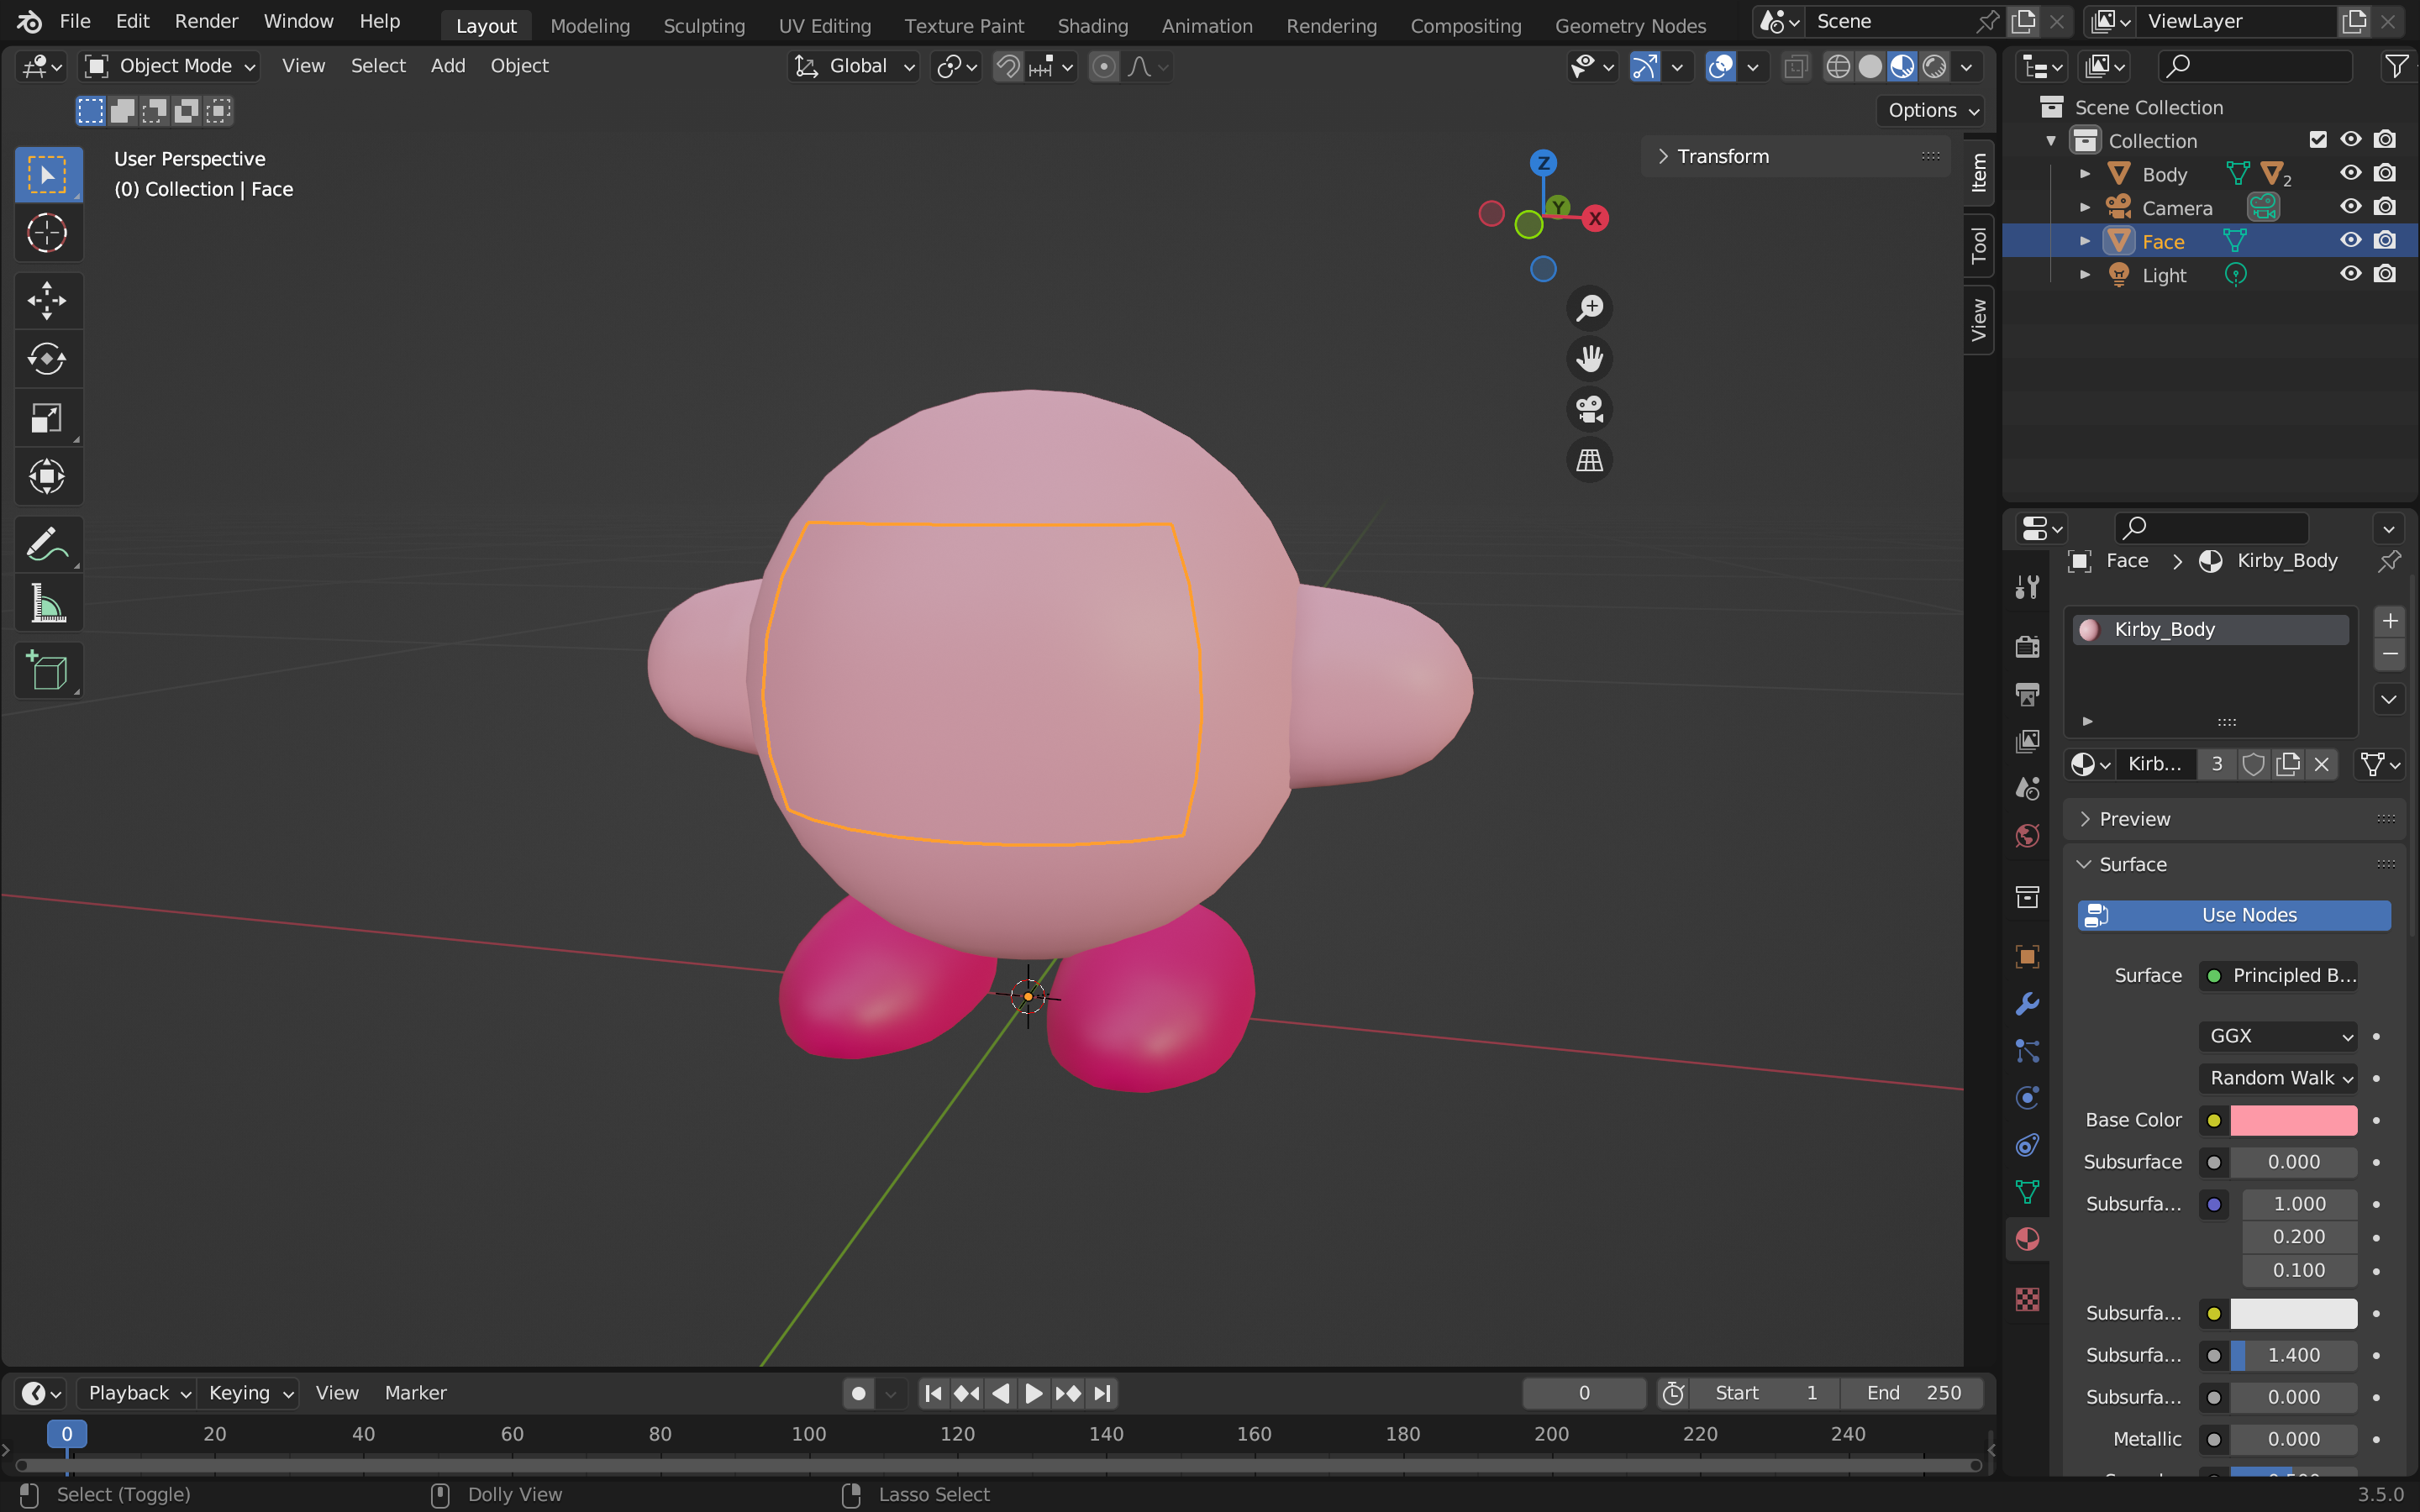 File Edit Render Window Help Layout Modeling Sculpting UV Editing Texture Paint Shading Animation Rendering Compositing Geometry Nodes Scene ViewLayer
Object Mode View Select Add Object Global
Options
User Perspective
(0) Collection | Face
Transform
Z
Y
X
Item
Tool
View
Scene Collection
Collection
Body 2
Camera
Face
Light
Face > Kirby_Body
Kirby_Body
Kirb... 3
Preview
Surface
Use Nodes
Surface Principled B...
GGX
Random Walk
Base Color
Subsurface 0.000
Subsurfa... 1.000
0.200
0.100
Subsurfa...
Subsurfa... 1.400
Subsurfa... 0.000
Metallic 0.000
Playback Keying View Marker 0 Start 1 End 250
0 20 40 60 80 100 120 140 160 180 200 220 240
Select (Toggle) Dolly View Lasso Select 3.5.0